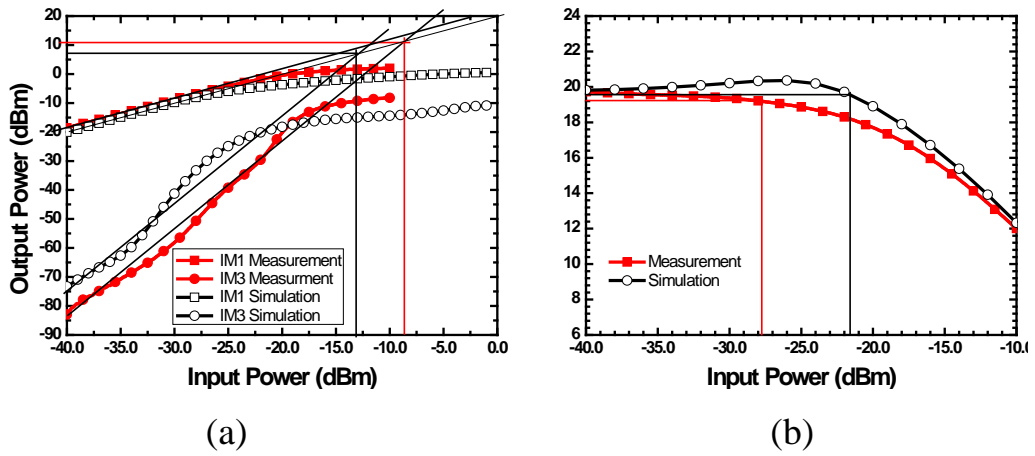 20
10
0
-10
-20
-30
-40
-50
-60
-70
-80
-90
Output Power (dBm)
IM1 Measurement
IM3 Measurment
IM1 Simulation
IM3 Simulation
-40.0 -35.0 -30.0 -25.0 -20.0 -15.0 -10.0 -5.0 0.0
Input Power (dBm)
(a)
24
22
20
18
16
14
12
10
8
6
Measurement
Simulation
-40.0 -35.0 -30.0 -25.0 -20.0 -15.0 -10.0
Input Power (dBm)
(b)